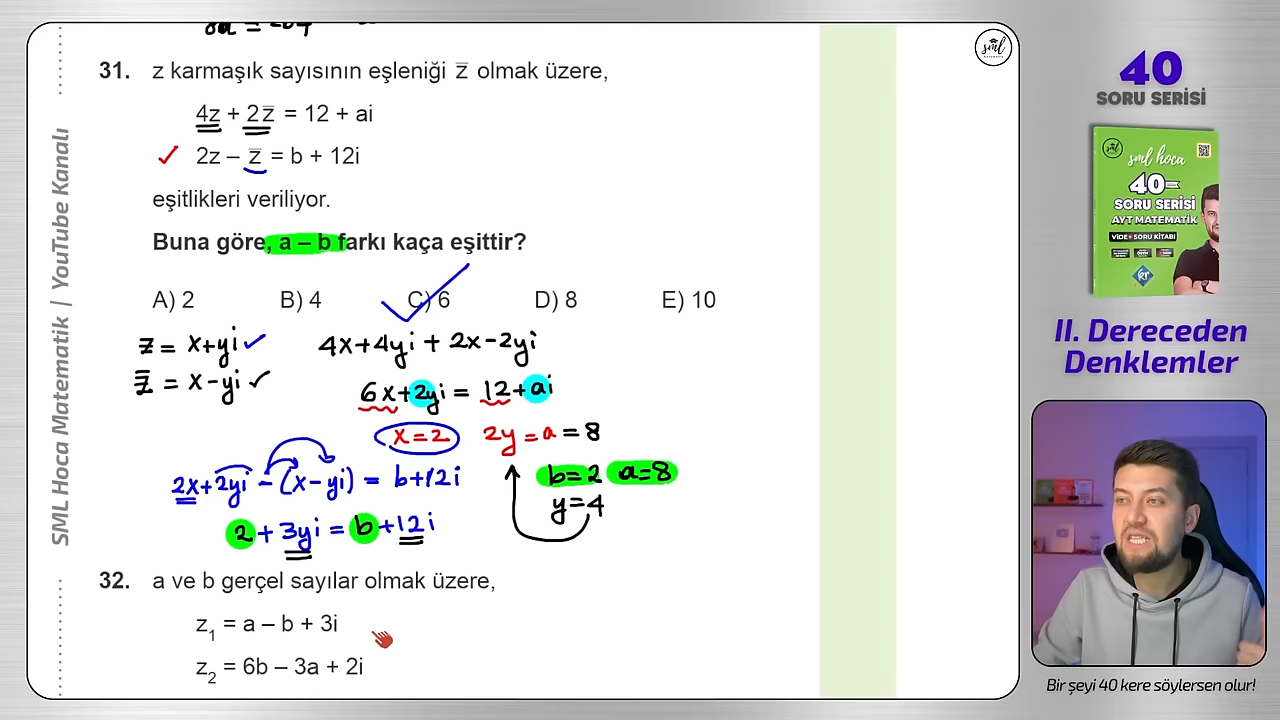 31. z karmaşık sayısının eşleniği z̅ olmak üzere,
4z + 2z̅ = 12 + ai
✓ 2z – z̅ = b + 12i
eşitlikleri veriliyor.
Buna göre, a – b farkı kaça eşittir?
A) 2 B) 4 C) 6 D) 8 E) 10
z = x+yi ✓
z̅ = x-yi ✓
4x+4yi + 2x-2yi
6x+2yi = 12+ai
x=2 2y=a=8
2x+2yi-(x-yi) = b+12i
b=2 a=8
y=4
2+3yi = b+12i
32. a ve b gerçel sayılar olmak üzere,
z₁ = a – b + 3i
z₂ = 6b – 3a + 2i
SML Hoca Matematik | YouTube Kanalı
sml
40
SORU SERİSİ
sml hoca
40
SORU SERİSİ
AYT MATEMATİK
VİDEO SORU KİTABI
II. Dereceden
Denklemler
Bir şeyi 40 kere söylersen olur!